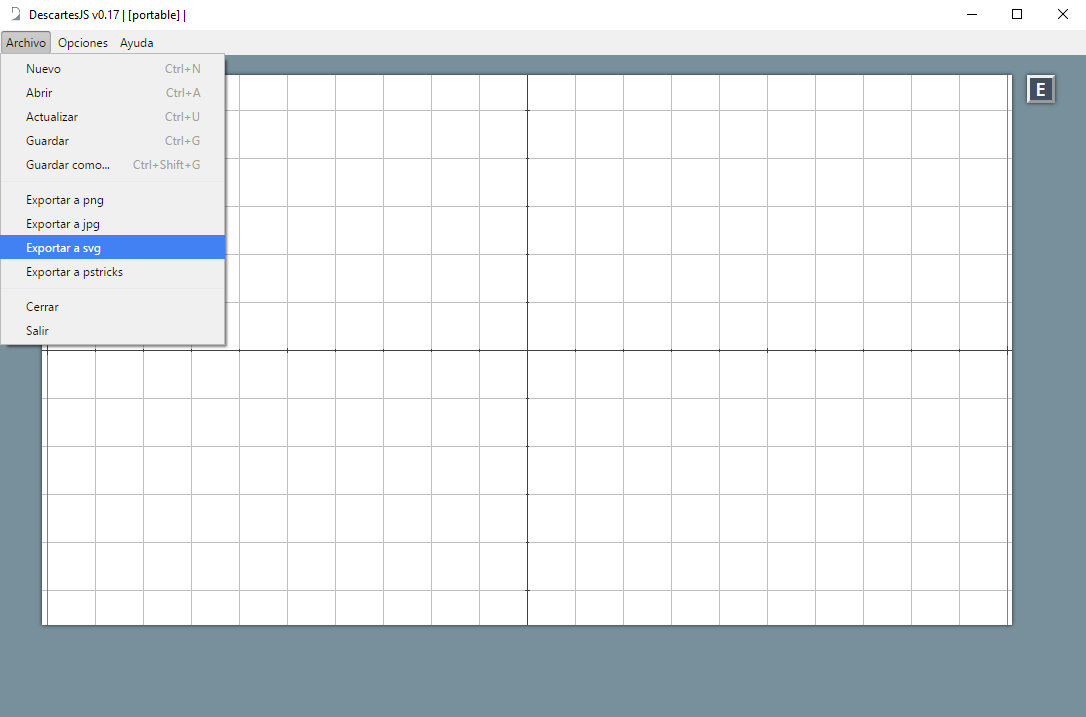 DescartesJS v0.17 | [portable] |
Archivo Opciones Ayuda
Nuevo Ctrl+N
Abrir Ctrl+A
Actualizar Ctrl+U
Guardar Ctrl+G
Guardar como... Ctrl+Shift+G
Exportar a png
Exportar a jpg
Exportar a svg
Exportar a pstricks
Cerrar
Salir
E